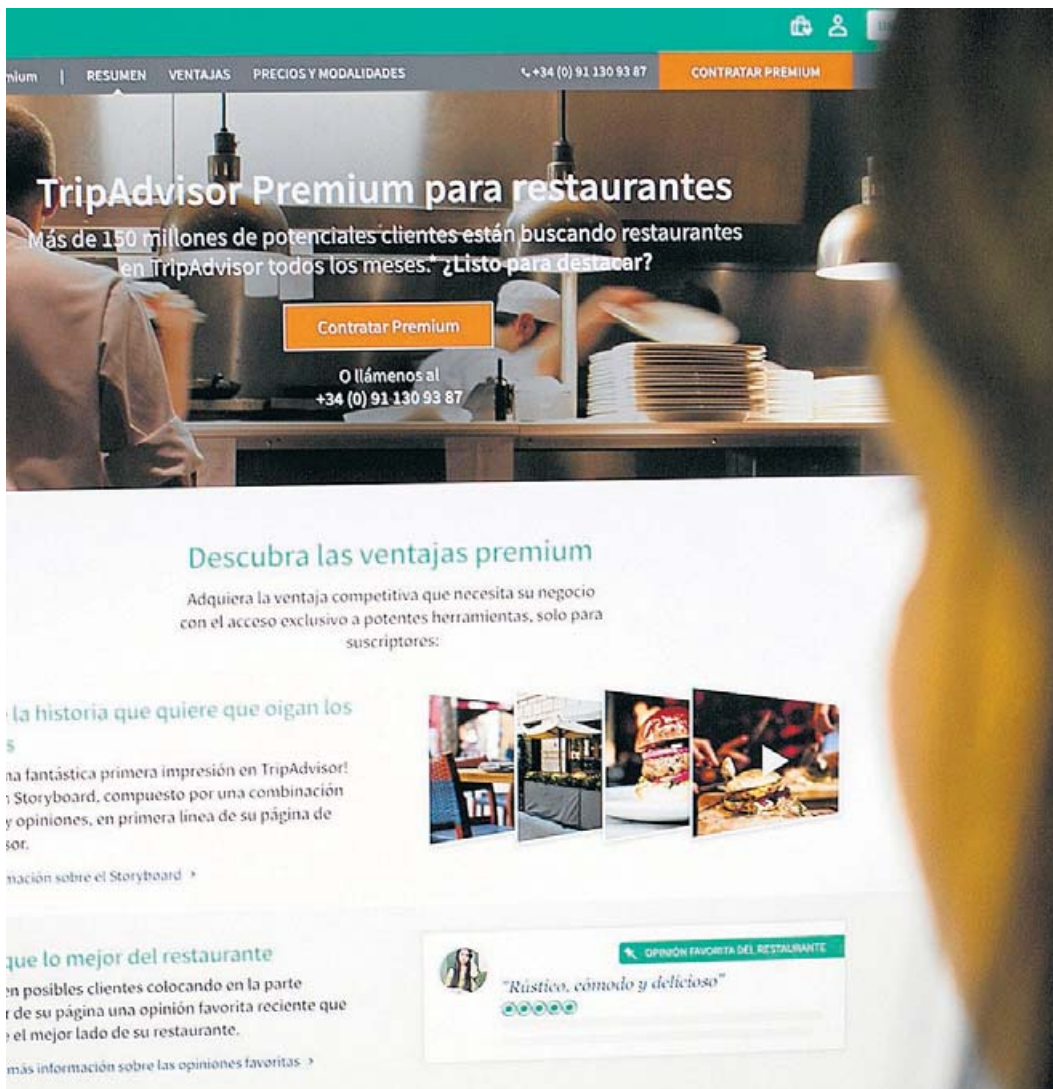 mium | RESUMEN VENTAJAS PRECIOS Y MODALIDADES +34 (0) 91 130 93 87 CONTRATAR PREMIUM
TripAdvisor Premium para restaurantes
Más de 150 millones de potenciales clientes están buscando restaurantes
en TripAdvisor todos los meses.* ¿Listo para destacar?
Contratar Premium
O llámenos al
+34 (0) 91 130 93 87
Descubra las ventajas premium
Adquiera la ventaja competitiva que necesita su negocio
con el acceso exclusivo a potentes herramientas, solo para
suscriptores:
la historia que quiere que oigan los
s
na fantástica primera impresión en TripAdvisor!
Storyboard, compuesto por una combinación
y opiniones, en primera línea de su página de
sor.
mación sobre el Storyboard >
que lo mejor del restaurante
en posibles clientes colocando en la parte
r de su página una opinión favorita reciente que
e el mejor lado de su restaurante.
más información sobre las opiniones favoritas >
OPINIÓN FAVORITA DEL RESTAURANTE
"Rústico, cómodo y delicioso"